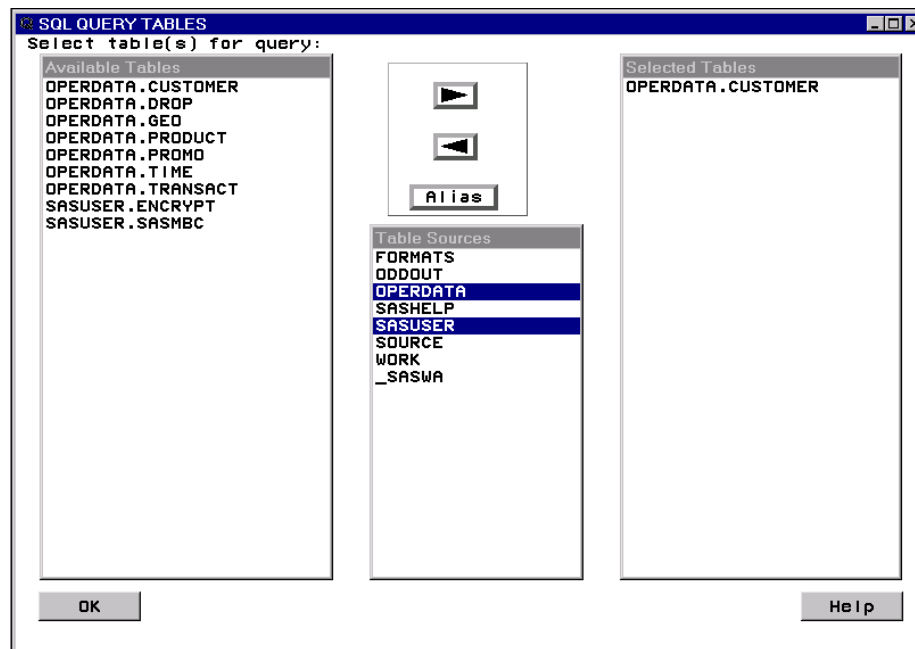 SQL QUERY TABLES
Select table(s) for query:
Available Tables
OPERDATA.CUSTOMER
OPERDATA.DROP
OPERDATA.GEO
OPERDATA.PRODUCT
OPERDATA.PROMO
OPERDATA.TIME
OPERDATA.TRANSACT
SASUSER.ENCRYPT
SASUSER.SASMBC
Alias
Table Sources
FORMATS
ODDOUT
OPERDATA
SASHELP
SASUSER
SOURCE
WORK
_SASWA
Selected Tables
OPERDATA.CUSTOMER
OK
Help